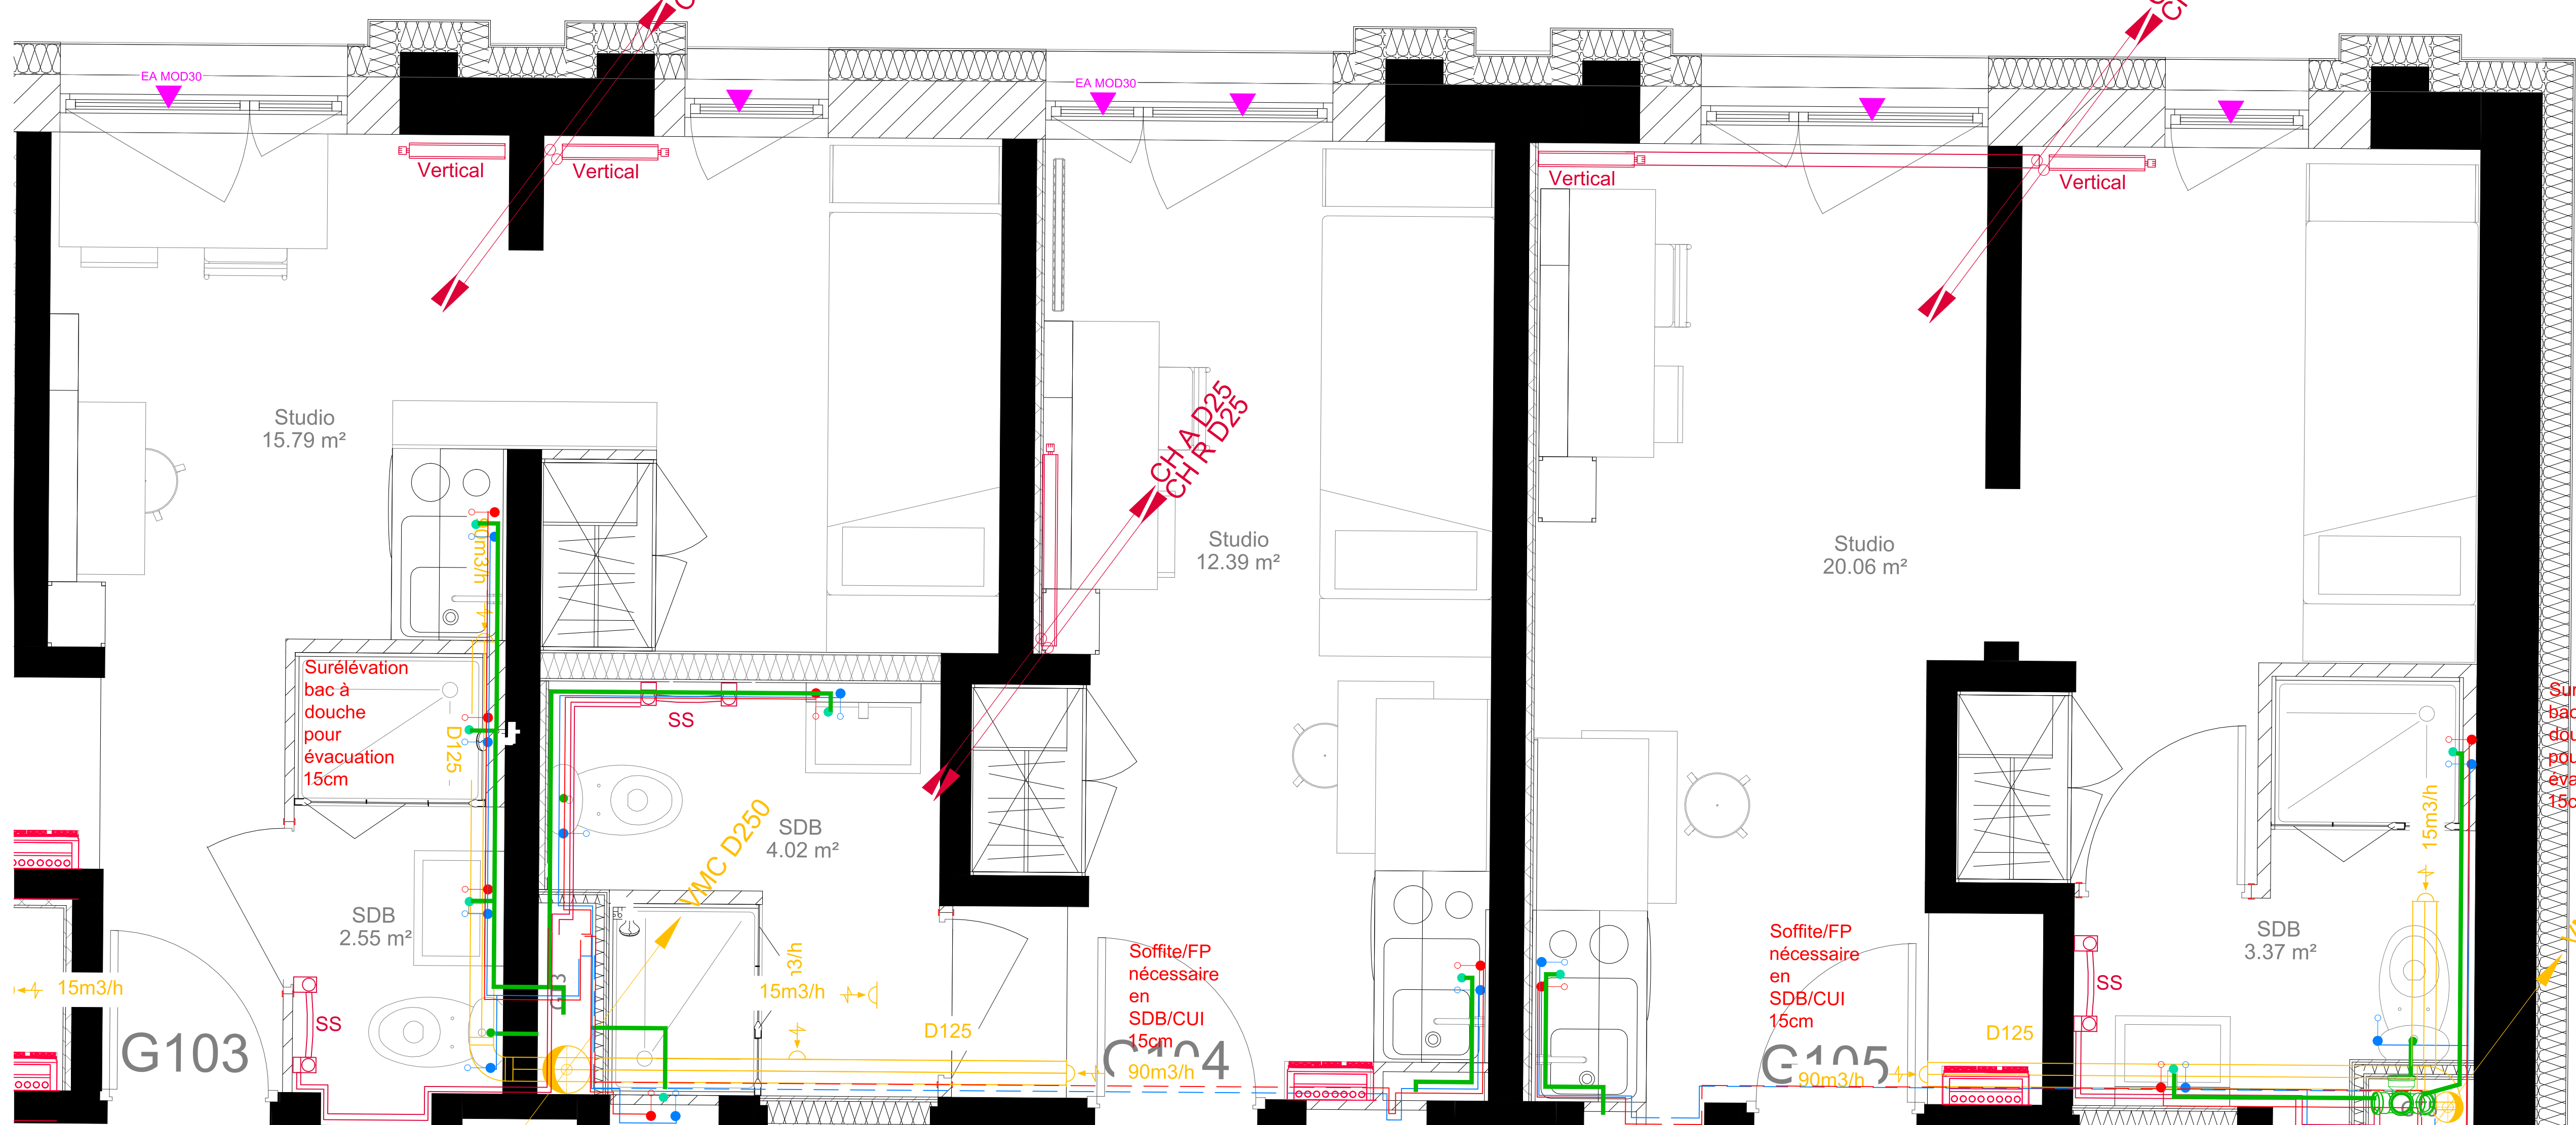 EA MOD30
EA MOD30
Vertical
Vertical
Vertical
Vertical
Studio
15.79 m²
CH A D25
CH R D25
Studio
12.39 m²
Studio
20.06 m²
Surélévation
bac à
douche
pour
évacuation
15cm
D125
SS
SDB
4.02 m²
VMC D250
SDB
2.55 m²
15m3/h
SS
G103
15m3/h
D125
Soffite/FP
nécessaire
en
SDB/CUI
15cm
G104
90m3/h
Soffite/FP
nécessaire
en
SDB/CUI
15cm
G105
90m3/h
D125
SS
SDB
3.37 m²
15m3/h